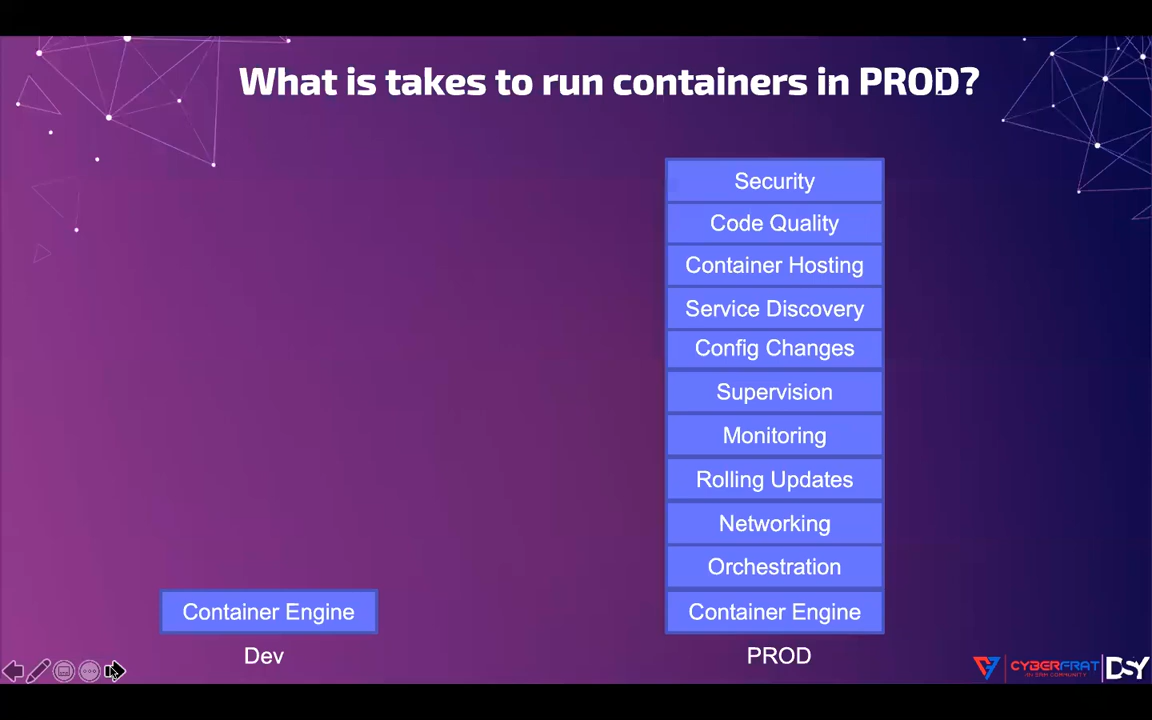 What is takes to run containers in PROD?
Security
Code Quality
Container Hosting
Service Discovery
Config Changes
Supervision
Monitoring
Rolling Updates
Networking
Orchestration
Container Engine
Container Engine
Dev
PROD
CYBERFRAT
DSY